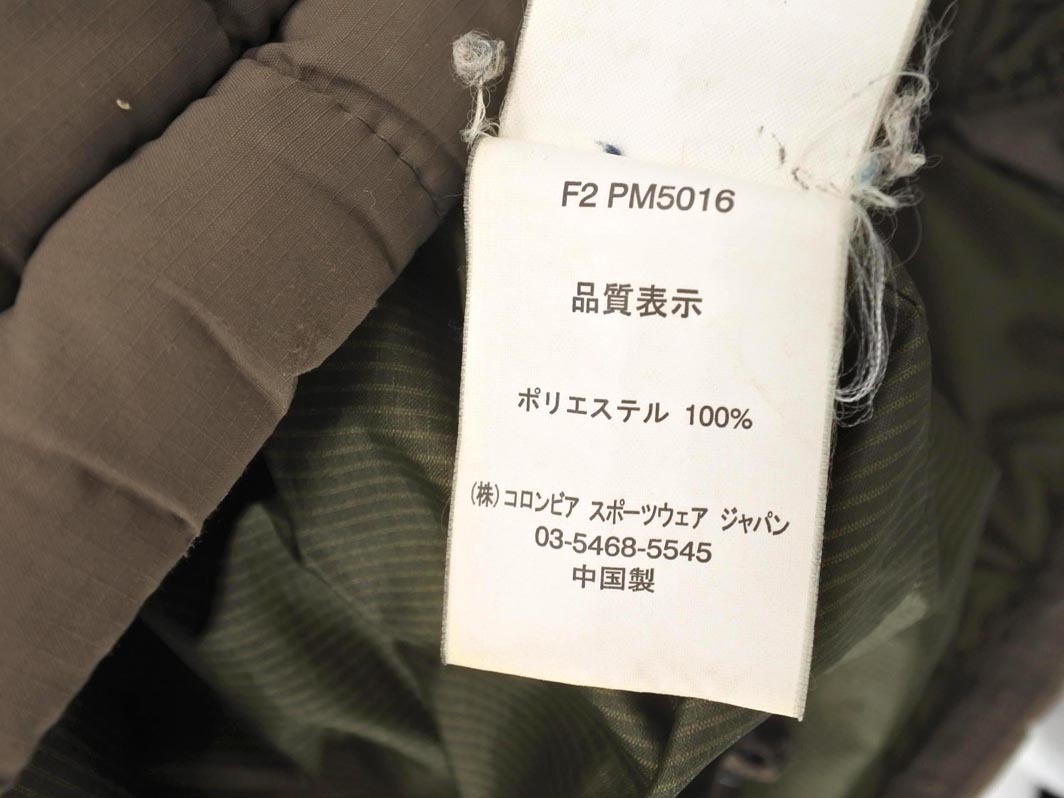 F2 PM5016
品質表示
ポリエステル 100%
(株)コロンビア スポーツウェア ジャパン
03-5468-5545
中国製